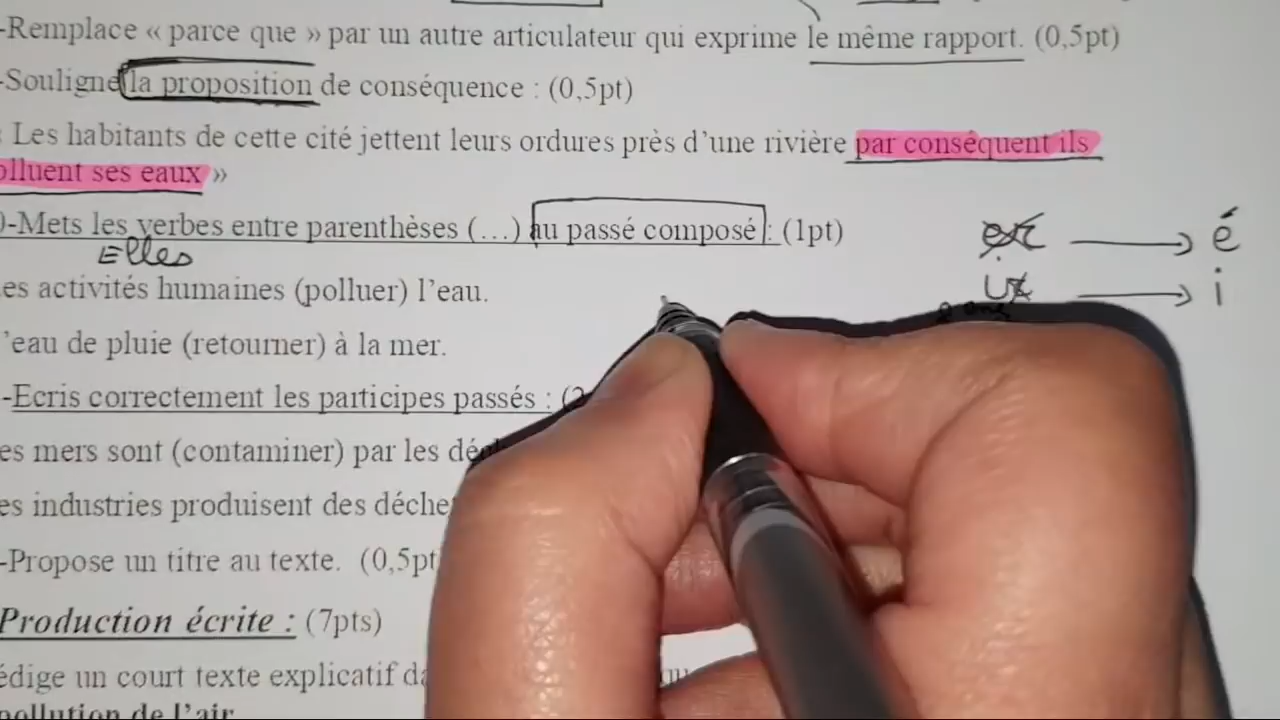 -Remplace « parce que » par un autre articulateur qui exprime le même rapport. (0,5pt)
-Souligne la proposition de conséquence : (0,5pt)
Les habitants de cette cité jettent leurs ordures près d’une rivière par conséquent ils
olluent ses eaux »
)-Mets les verbes entre parenthèses (…) au passé composé : (1pt)
er → é
Elles
es activités humaines (polluer) l’eau.
ir → i
’eau de pluie (retourner) à la mer.
-Ecris correctement les participes passés :
es mers sont (contaminer) par les
es industries produisent des
-Propose un titre au texte. (0,5pt
Production écrite : (7pts)
édige un court texte explicatif
pollution de l’air